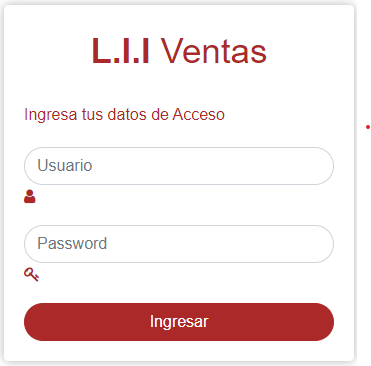 L.I.I Ventas
Ingresa tus datos de Acceso
Usuario
Password
Ingresar